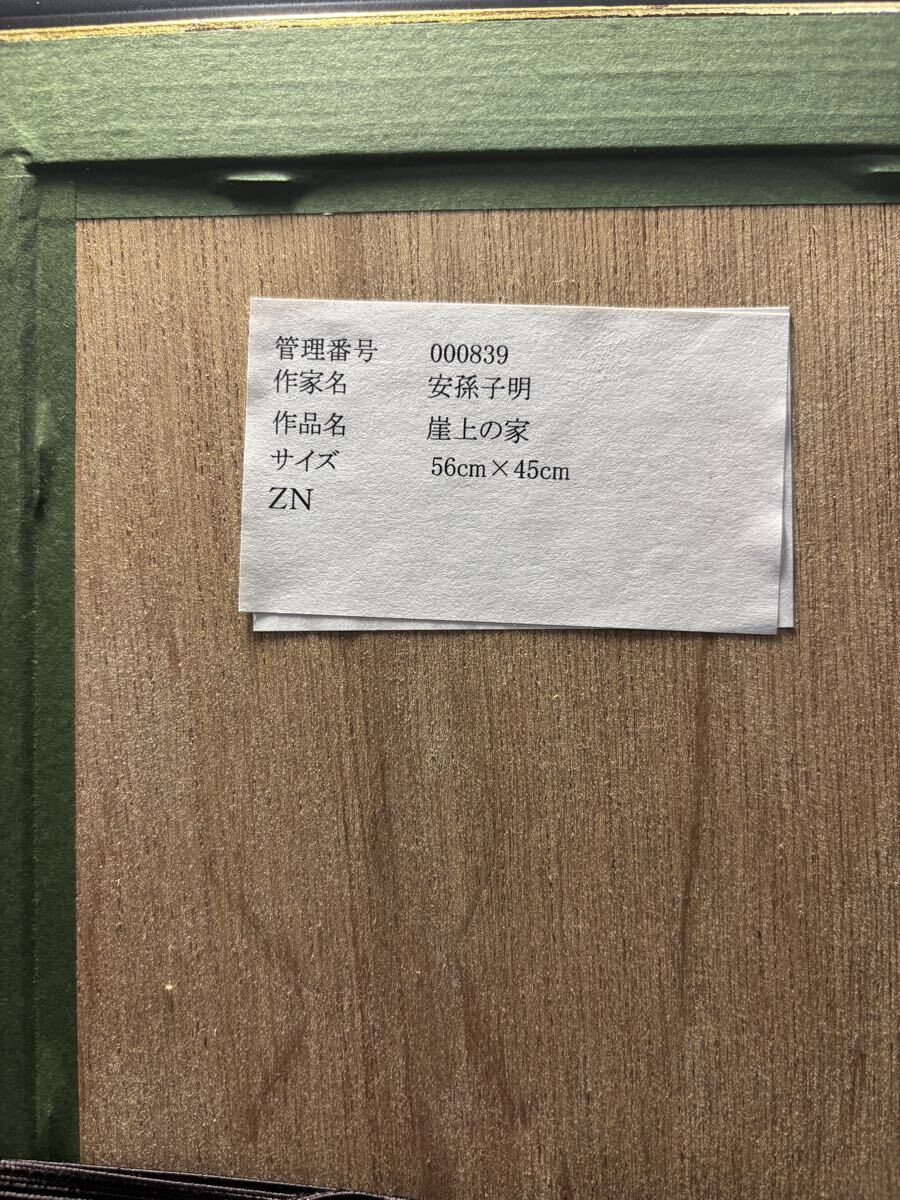 管理番号 000839
作家名 安孫子明
作品名 崖上の家
サイズ 56cm×45cm
ZN